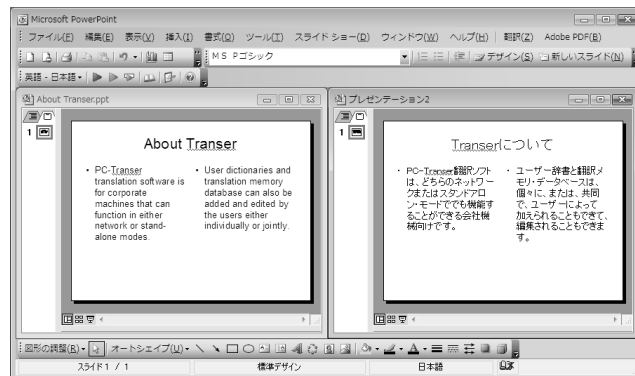 Microsoft PowerPoint
ファイル(F) 編集(E) 表示(V) 挿入(I) 書式(O) ツール(T) スライド ショー(D) ウィンドウ(W) ヘルプ(H) 翻訳(Z) Adobe PDF(B)
MS Pゴシック デザイン(S) 新しいスライド(N)
英語 - 日本語
About Transer.ppt
1
About Transer
• PC-Transer
translation software is
for corporate
machines that can
function in either
network or stand-
alone modes.
• User dictionaries and
translation memory
database can also be
added and edited by
the users either
individually or jointly.
プレゼンテーション2
1
Transerについて
• PC-Transer翻訳ソフト
は、どちらのネットワー
クまたはスタンドアロ
ン・モードででも機能す
ることができる会社機
械向けです。
• ユーザー辞書と翻訳メ
モリ・データベースは、
個々に、または、共同
で、ユーザーによって
加えられることもできて、
編集されることもできま
す。
図形の調整(R) オートシェイプ(U)
スライド 1 / 1 標準デザイン 日本語